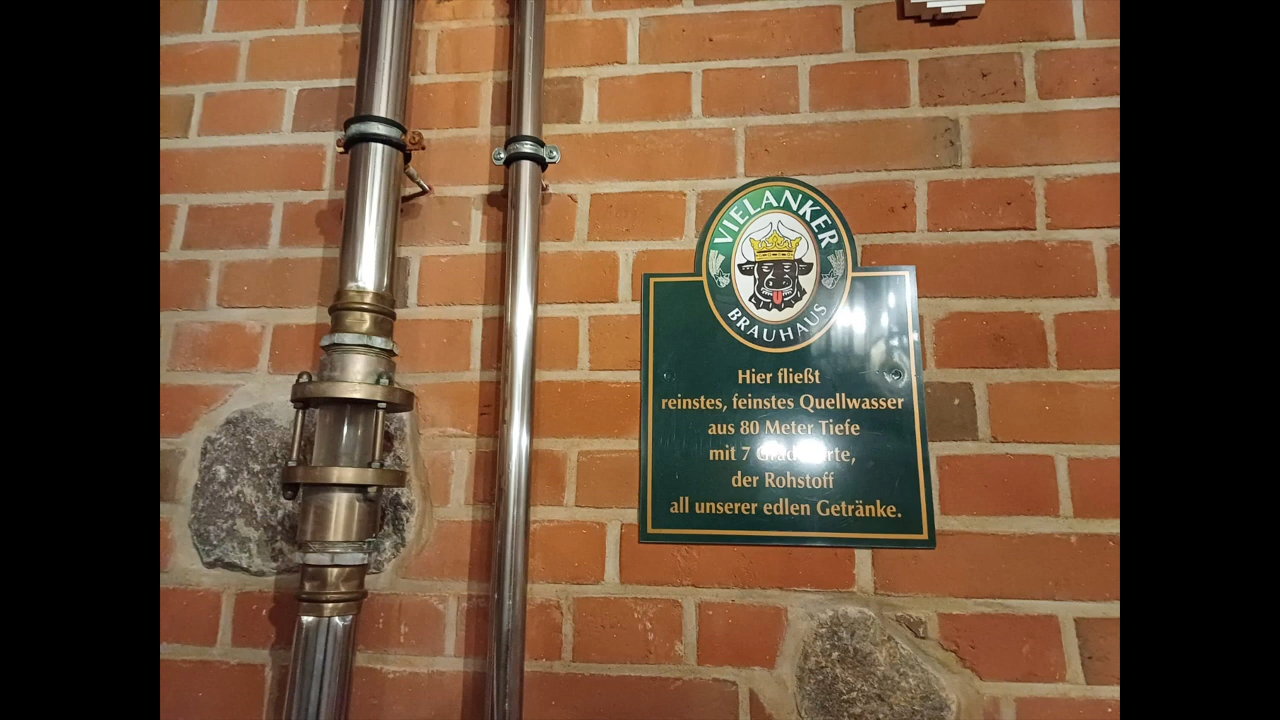 VIELANKER
BRAUHAUS
Hier fließt
reinstes, feinstes Quellwasser
aus 80 Meter Tiefe
mit 7 Grad
der Rohstoff
all unserer edlen Getränke.